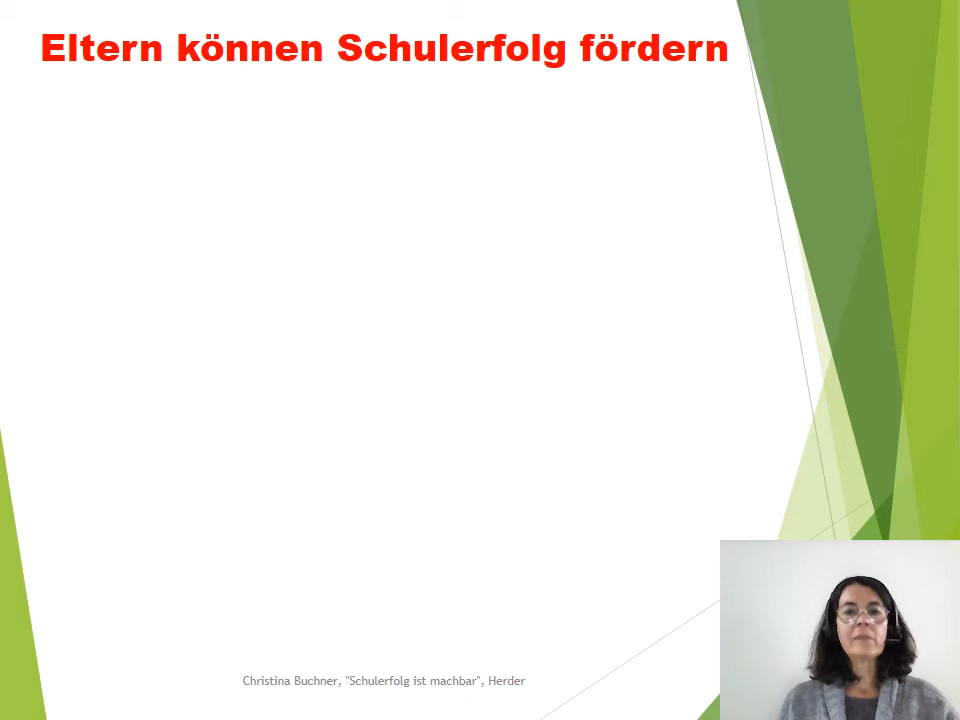 Eltern können Schulerfolg fördern
Christina Buchner, "Schulerfolg ist machbar", Herder